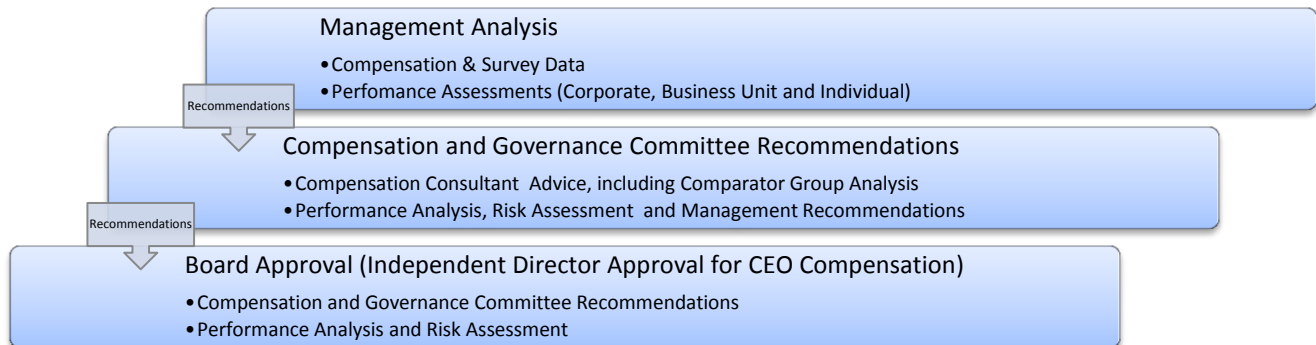 Management Analysis
•Compensation & Survey Data
•Perfomance Assessments (Corporate, Business Unit and Individual)
Recommendations
Compensation and Governance Committee Recommendations
•Compensation Consultant Advice, including Comparator Group Analysis
•Performance Analysis, Risk Assessment and Management Recommendations
Recommendations
Board Approval (Independent Director Approval for CEO Compensation)
•Compensation and Governance Committee Recommendations
•Performance Analysis and Risk Assessment